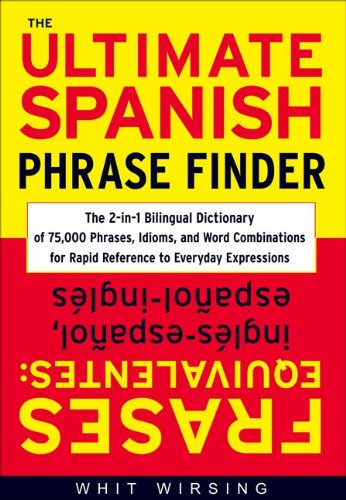 THE
ULTIMATE
SPANISH
PHRASE FINDER
The 2-in-1 Bilingual Dictionary
of 75,000 Phrases, Idioms, and Word Combinations
for Rapid Reference to Everyday Expressions
FRASES
EQUIVALENTES:
inglés-español,
español-inglés
WHIT WIRSING